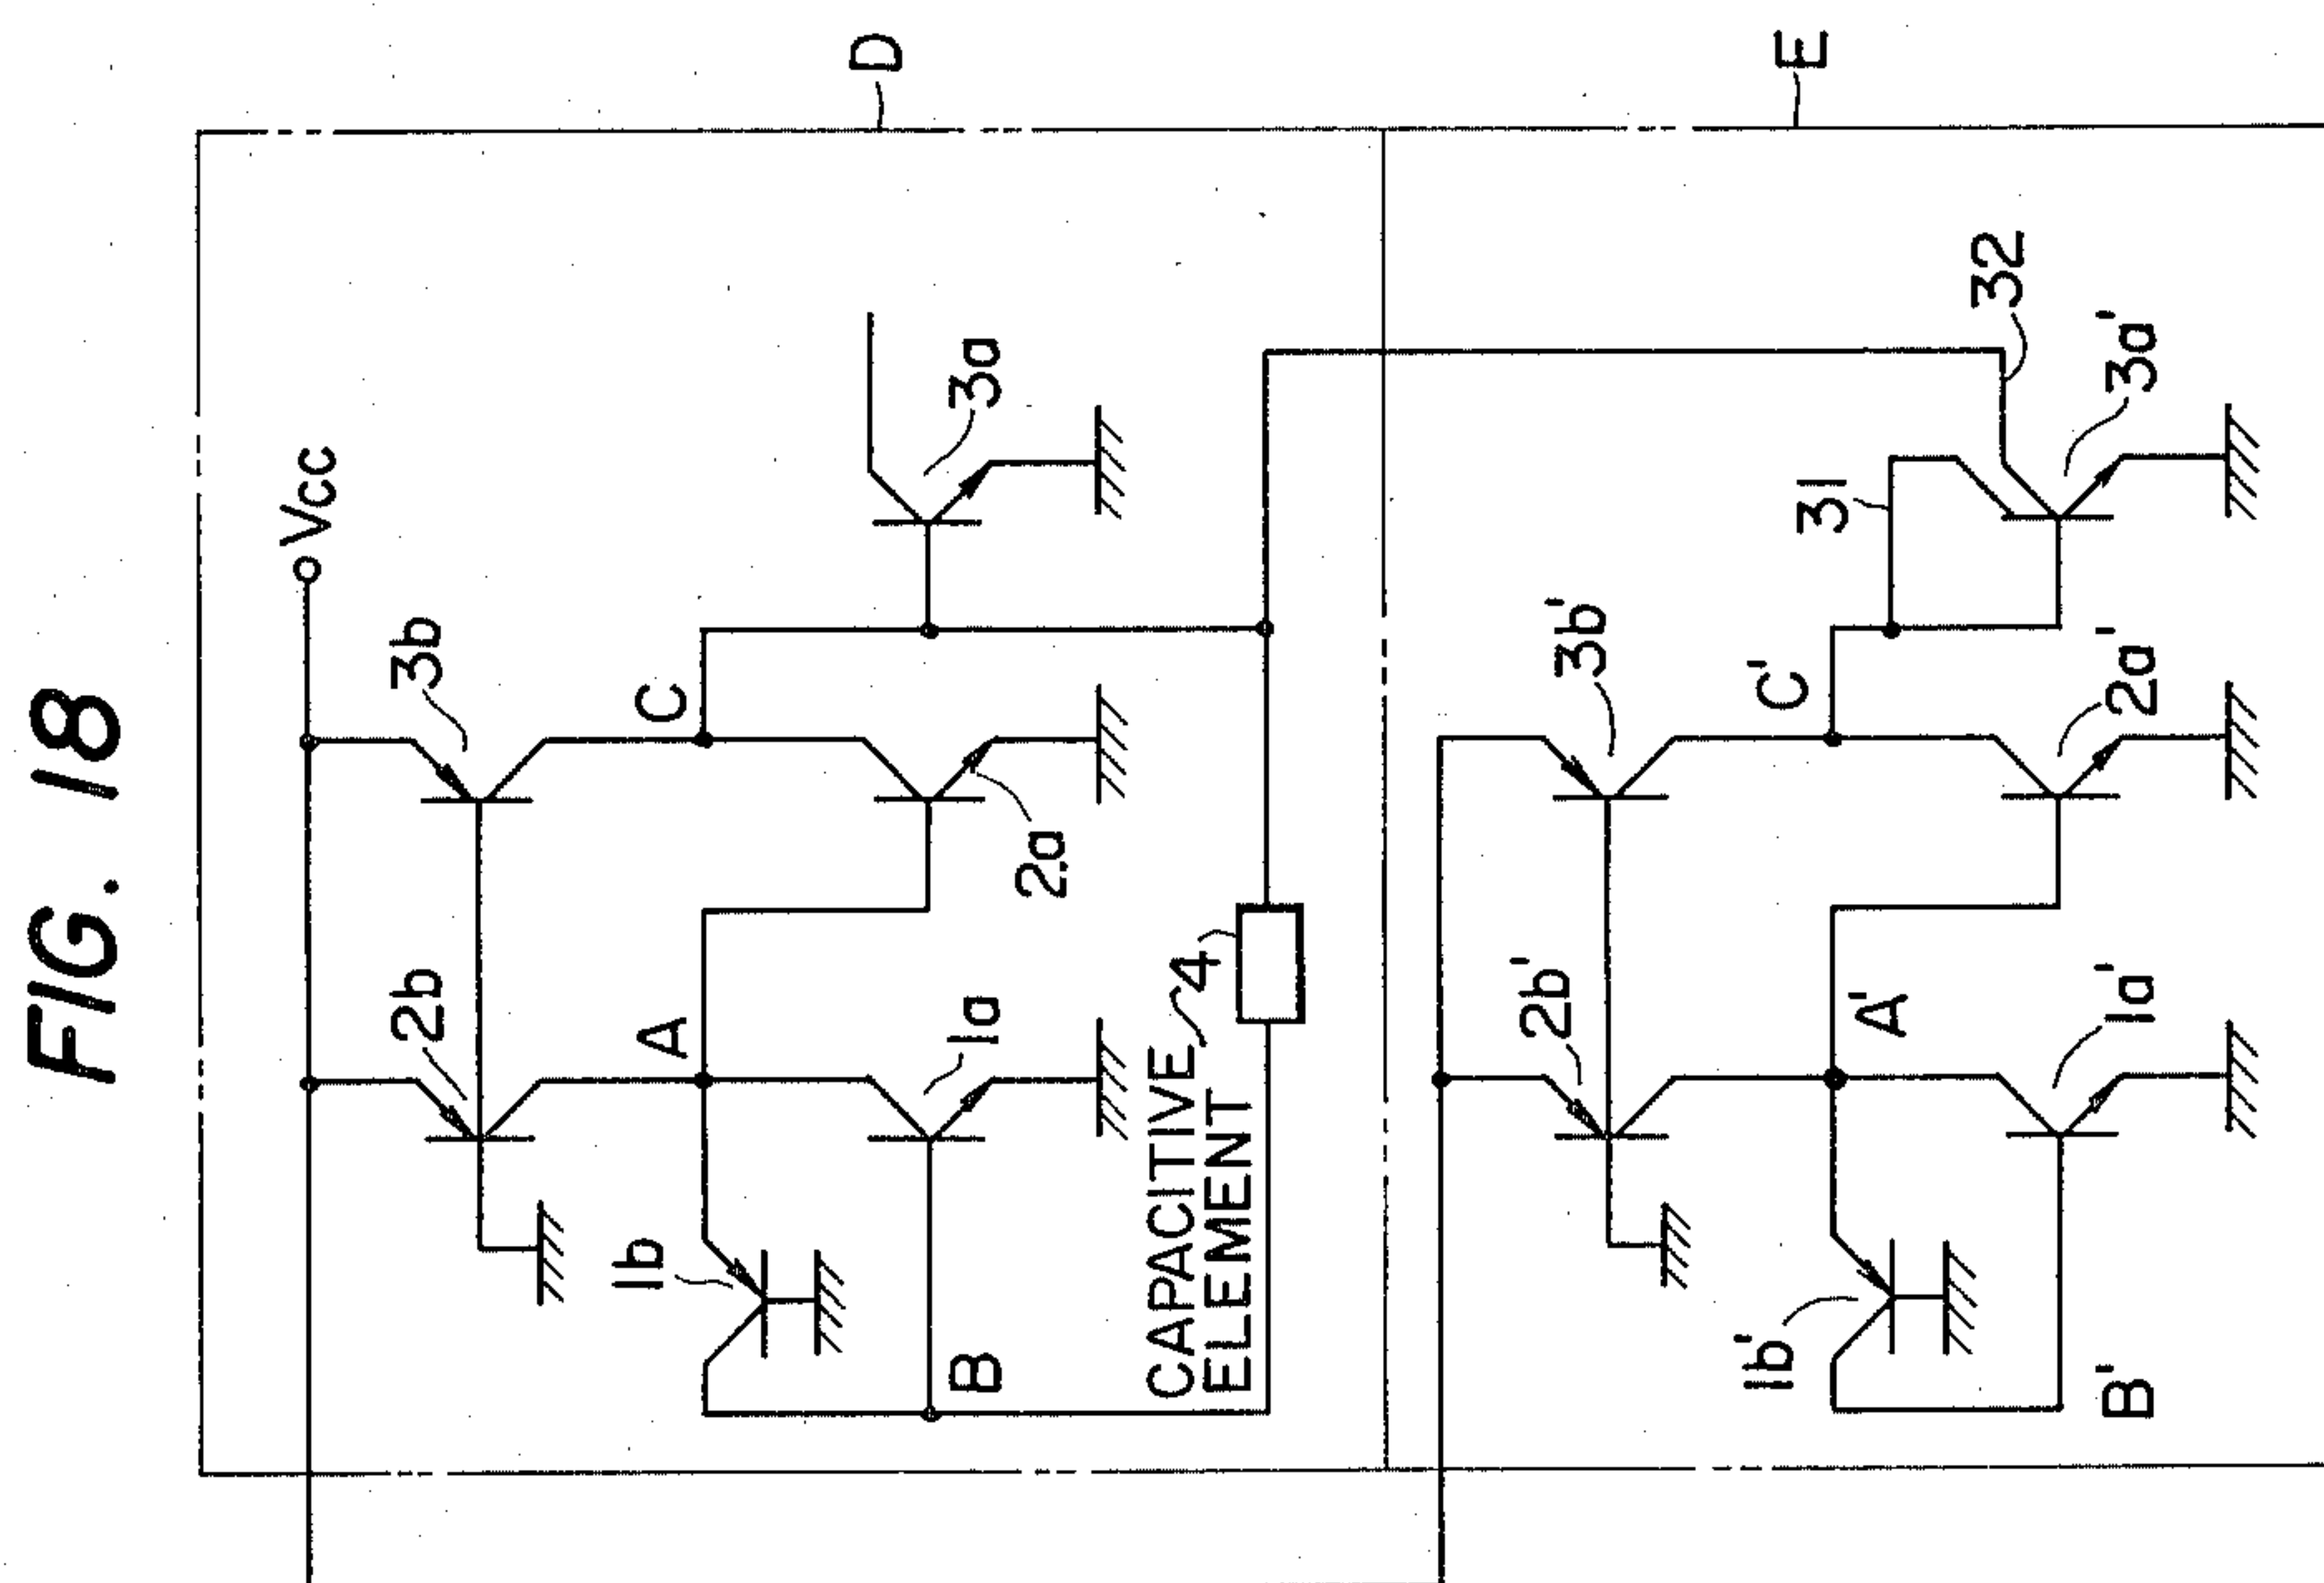 FIG. 18
Vcc
2b
3b
A
C
1b
1a
2a
3a
B
CAPACITIVE
ELEMENT
4
D
2b'
3b'
A'
C'
31
32
1b'
1a'
2a'
3a'
B'
E